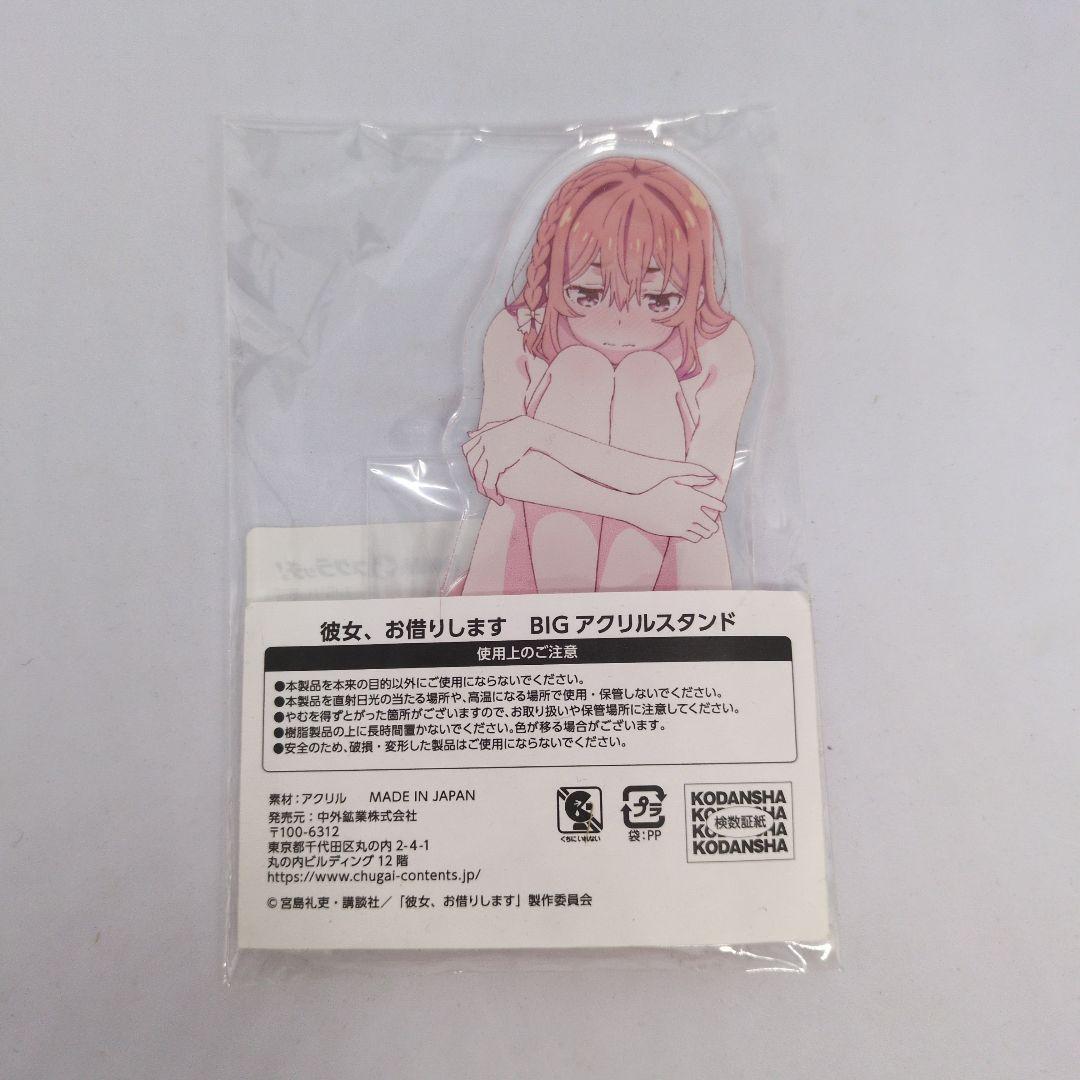 彼女、お借りします BIG アクリルスタンド
使用上のご注意
●本製品を本来の目的以外にご使用にならないでください。
●本製品を直射日光の当たる場所や、高温になる場所で使用・保管しないでください。
●やむを得ずとがった箇所がございますので、お取り扱いや保管場所に注意してください。
●樹脂製品の上に長時間置かないでください。色が移る場合がございます。
●安全のため、破損・変形した製品はご使用にならないでください。
素材：アクリル MADE IN JAPAN
発売元：中外鉱業株式会社
〒100-6312
東京都千代田区丸の内 2-4-1
丸の内ビルディング 12 階
https://www.chugai-contents.jp/
© 宮島礼吏・講談社／「彼女、お借りします」製作委員会
くちにいれない
プラ
袋：PP
KODANSHA
検数証紙
KODANSHA